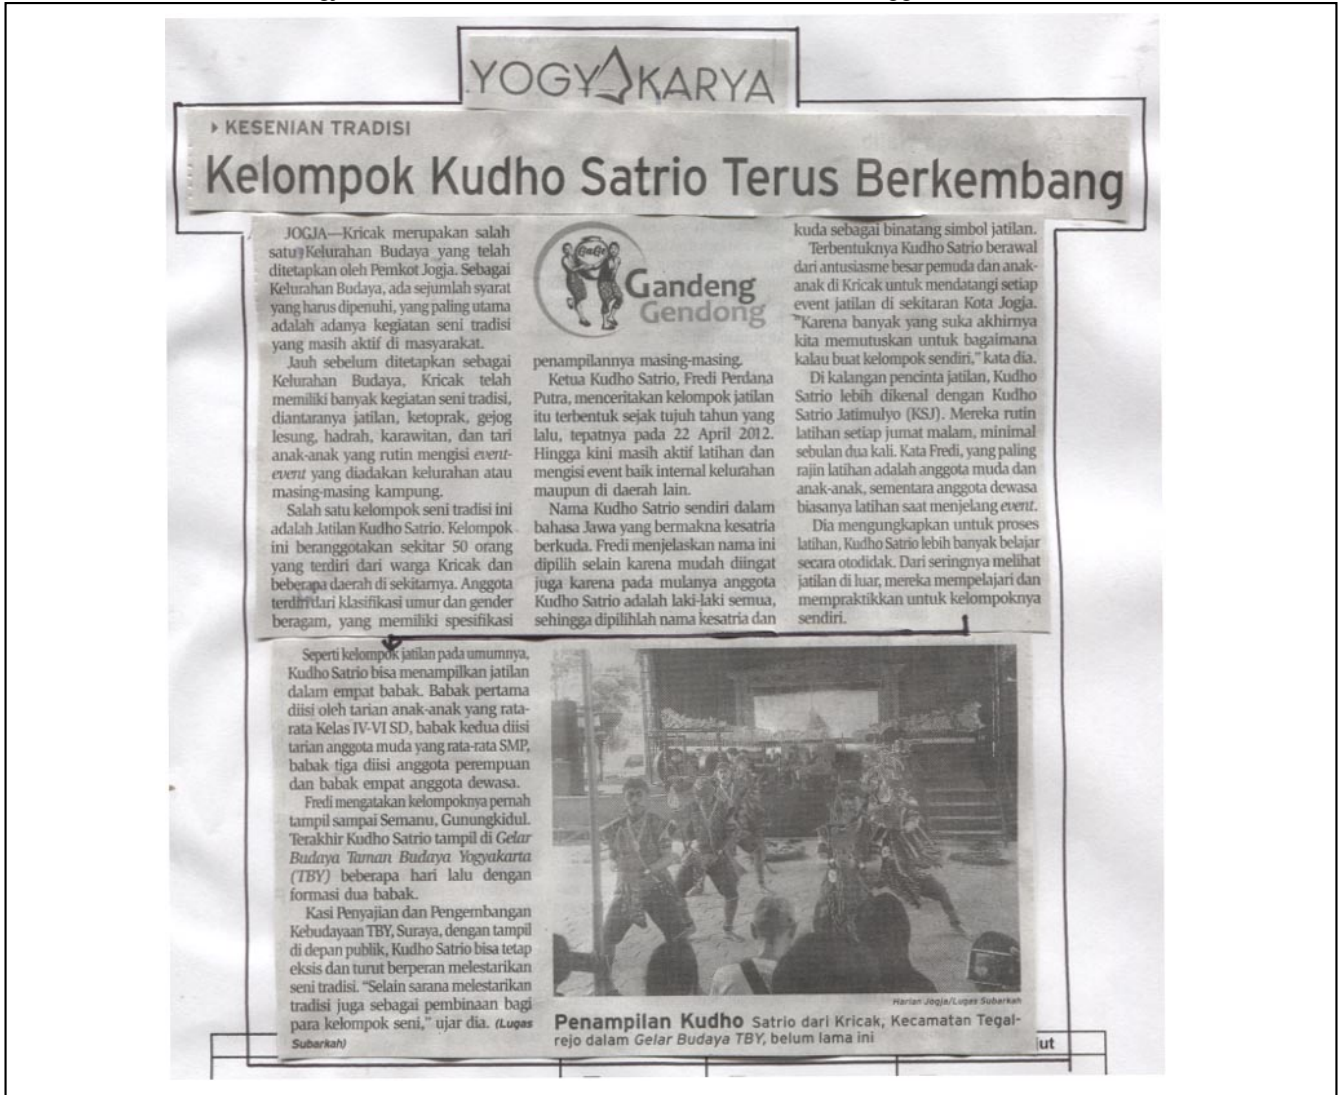 YOGYAKARYA
KESENIAN TRADISI
Kelompok Kudho Satrio Terus Berkembang
JOGJA—Kricak merupakan salah
satu Kelurahan Budaya yang telah
ditetapkan oleh Pemkot Jogja. Sebagai
Kelurahan Budaya, ada sejumlah syarat
yang harus dipenuhi, yang paling utama
adalah adanya kegiatan seni tradisi
yang masih aktif di masyarakat.
Jauh sebelum ditetapkan sebagai
Kelurahan Budaya, Kricak telah
memiliki banyak kegiatan seni tradisi,
diantaranya jatilan, ketoprak, gejog
lesung, hadrah, karawitan, dan tari
anak-anak yang rutin mengisi event-
event yang diadakan kelurahan atau
masing-masing kampung.
Salah satu kelompok seni tradisi ini
adalah Jatilan Kudho Satrio. Kelompok
ini beranggotakan sekitar 50 orang
yang terdiri dari warga Kricak dan
beberapa daerah di sekitarnya. Anggota
terdiri dari klasifikasi umur dan gender
beragam, yang memiliki spesifikasi
Gandeng
Gendong
penampilannya masing-masing.
Ketua Kudho Satrio, Fredi Perdana
Putra, menceritakan kelompok jatilan
itu terbentuk sejak tujuh tahun yang
lalu, tepatnya pada 22 April 2012.
Hingga kini masih aktif latihan dan
mengisi event baik internal kelurahan
maupun di daerah lain.
Nama Kudho Satrio sendiri dalam
bahasa Jawa yang bermakna kesatria
berkuda. Fredi menjelaskan nama ini
dipilih selain karena mudah diingat
juga karena pada mulanya anggota
Kudho Satrio adalah laki-laki semua,
sehingga dipilihlah nama kesatria dan
kuda sebagai binatang simbol jatilan.
Terbentuknya Kudho Satrio berawal
dari antusiasme besar pemuda dan anak-
anak di Kricak untuk mendatangi setiap
event jatilan di sekitaran Kota Jogja.
"Karena banyak yang suka akhirnya
kita memutuskan untuk bagaimana
kalau buat kelompok sendiri," kata dia.
Di kalangan pencinta jatilan, Kudho
Satrio lebih dikenal dengan Kudho
Satrio Jatimulyo (KSJ). Mereka rutin
latihan setiap jumat malam, minimal
sebulan dua kali. Kata Fredi, yang paling
rajin latihan adalah anggota muda dan
anak-anak, sementara anggota dewasa
biasanya latihan saat menjelang event.
Dia mengungkapkan untuk proses
latihan, Kudho Satrio lebih banyak belajar
secara otodidak. Dari seringnya melihat
jatilan di luar, mereka mempelajari dan
mempraktikkan untuk kelompoknya
sendiri.
Seperti kelompok jatilan pada umumnya,
Kudho Satrio bisa menampilkan jatilan
dalam empat babak. Babak pertama
diisi oleh tarian anak-anak yang rata-
rata Kelas IV-VI SD, babak kedua diisi
tarian anggota muda yang rata-rata SMP,
babak tiga diisi anggota perempuan
dan babak empat anggota dewasa.
Fredi mengatakan kelompoknya pernah
tampil sampai Semanu, Gunungkidul.
Terakhir Kudho Satrio tampil di Gelar
Budaya Taman Budaya Yogyakarta
(TBY) beberapa hari lalu dengan
formasi dua babak.
Kasi Penyajian dan Pengembangan
Kebudayaan TBY, Suraya, dengan tampil
di depan publik, Kudho Satrio bisa tetap
eksis dan turut berperan melestarikan
seni tradisi. "Selain sarana melestarikan
tradisi juga sebagai pembinaan bagi
para kelompok seni," ujar dia. (Lugas
Subarkah)
Harian Jogja/Lugas Subarkah
Penampilan Kudho Satrio dari Kricak, Kecamatan Tegal-
rejo dalam Gelar Budaya TBY, belum lama ini
jut